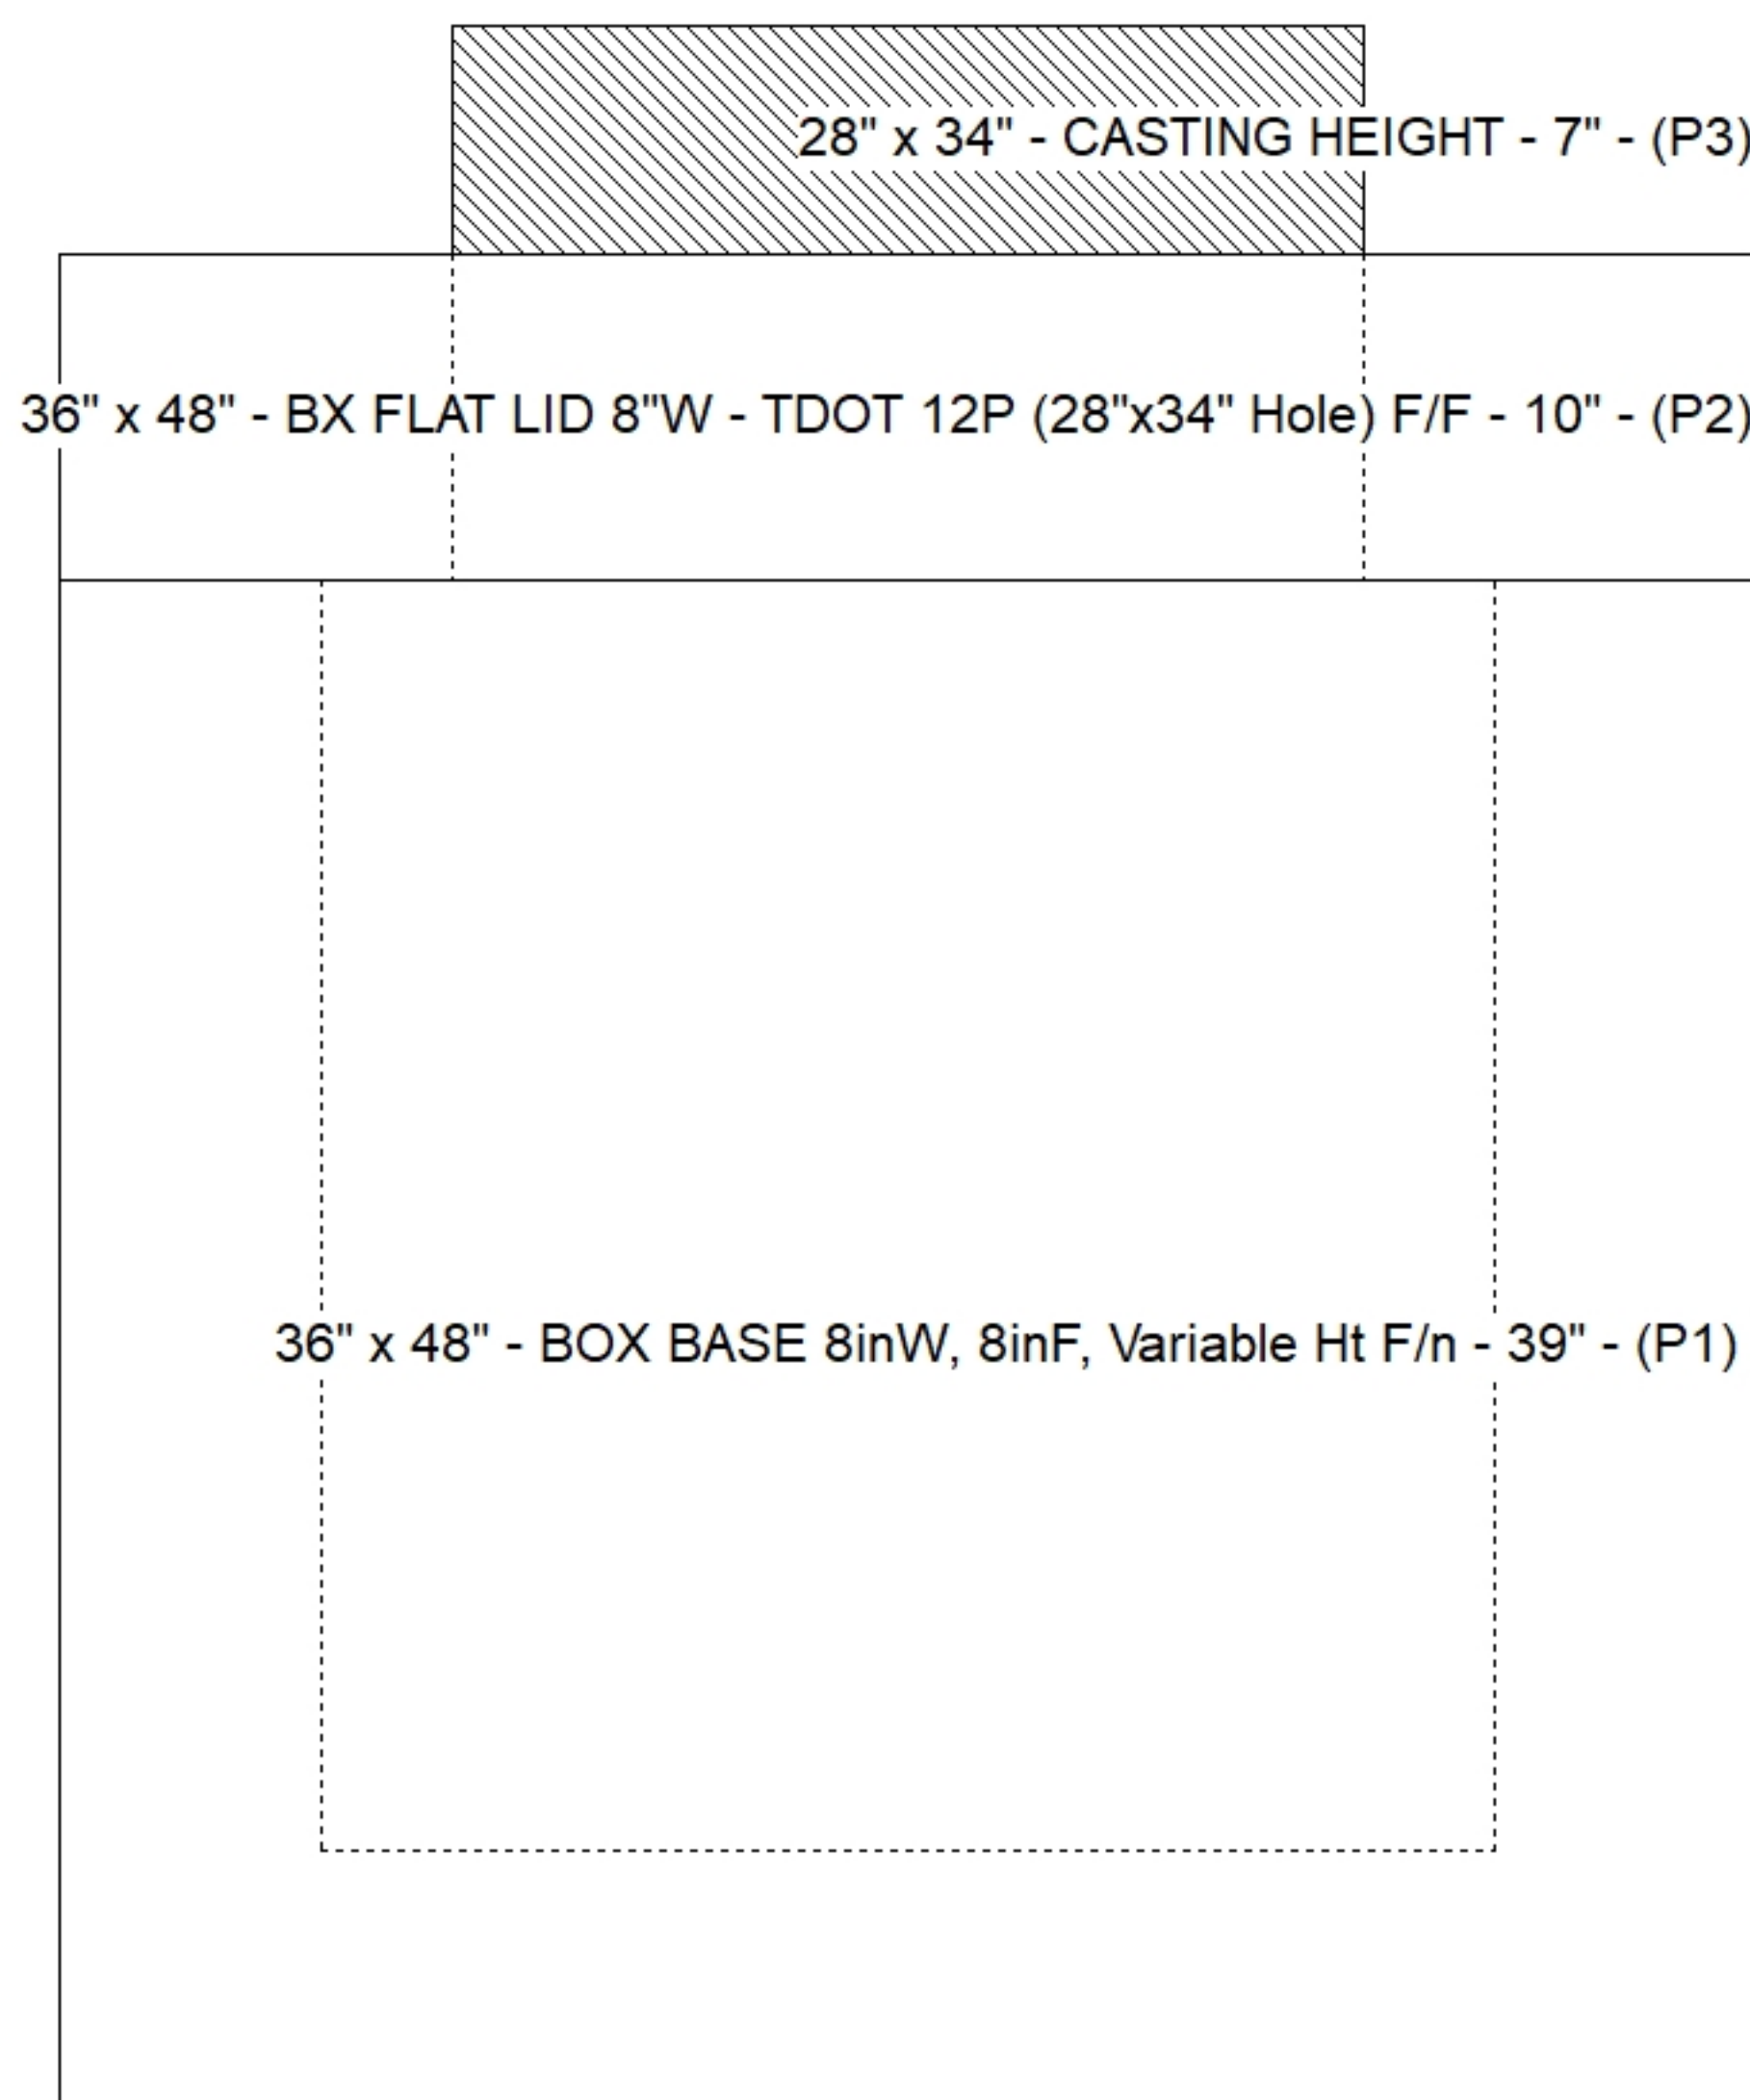 28" x 34" - CASTING HEIGHT - 7" - (P3)
36" x 48" - BX FLAT LID 8"W - TDOT 12P (28"x34" Hole) F/F - 10" - (P2)
36" x 48" - BOX BASE 8inW, 8inF, Variable Ht F/n - 39" - (P1)